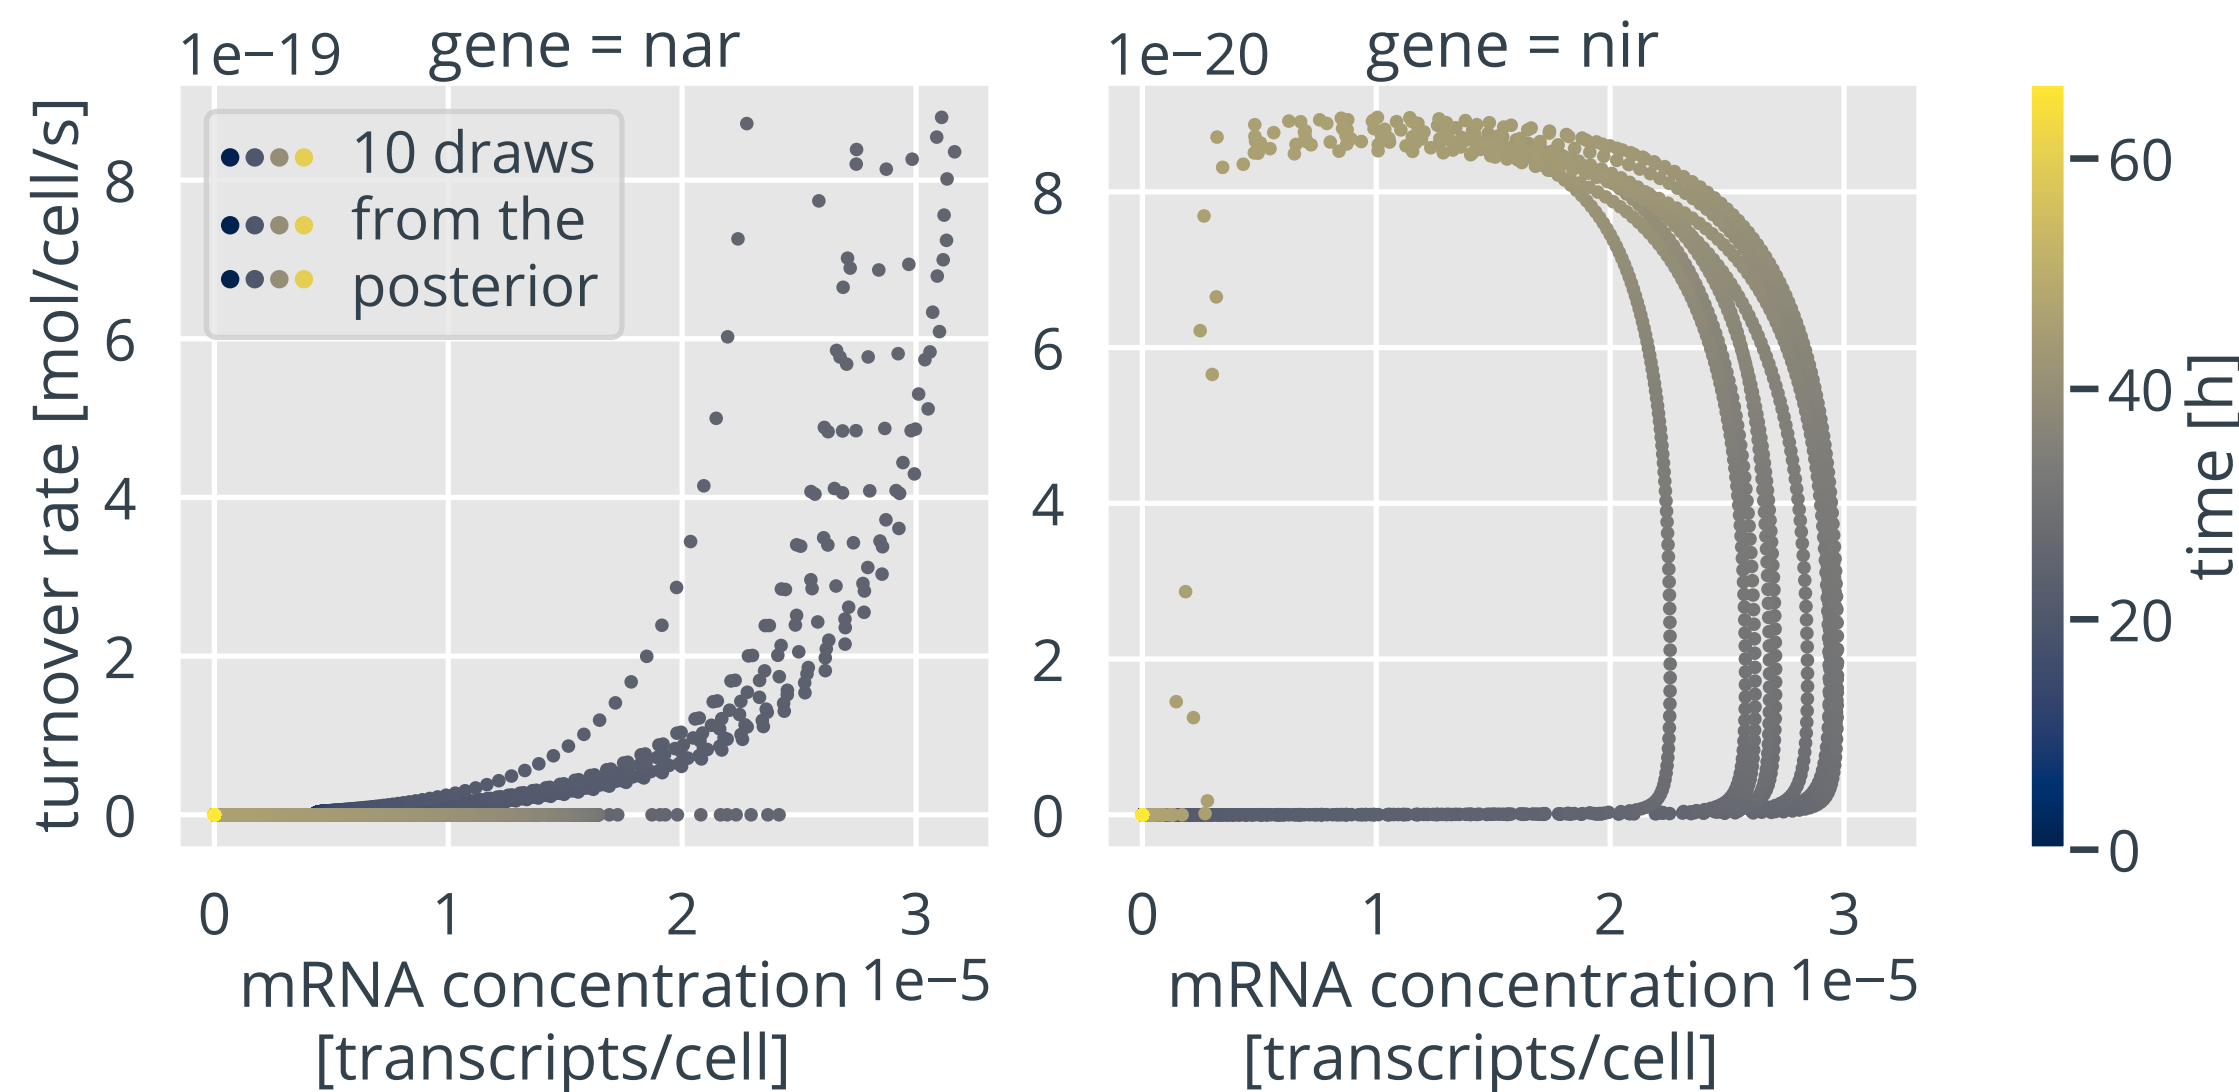 1e−19
gene = nar
1e−20
gene = nir
turnover rate [mol/cell/s]
8
6
4
2
0
10 draws
from the
posterior
8
6
4
2
0
60
40
20
0
time [h]
0
1
2
3
0
1
2
3
mRNA concentration
[transcripts/cell]
1e−5
mRNA concentration
[transcripts/cell]
1e−5